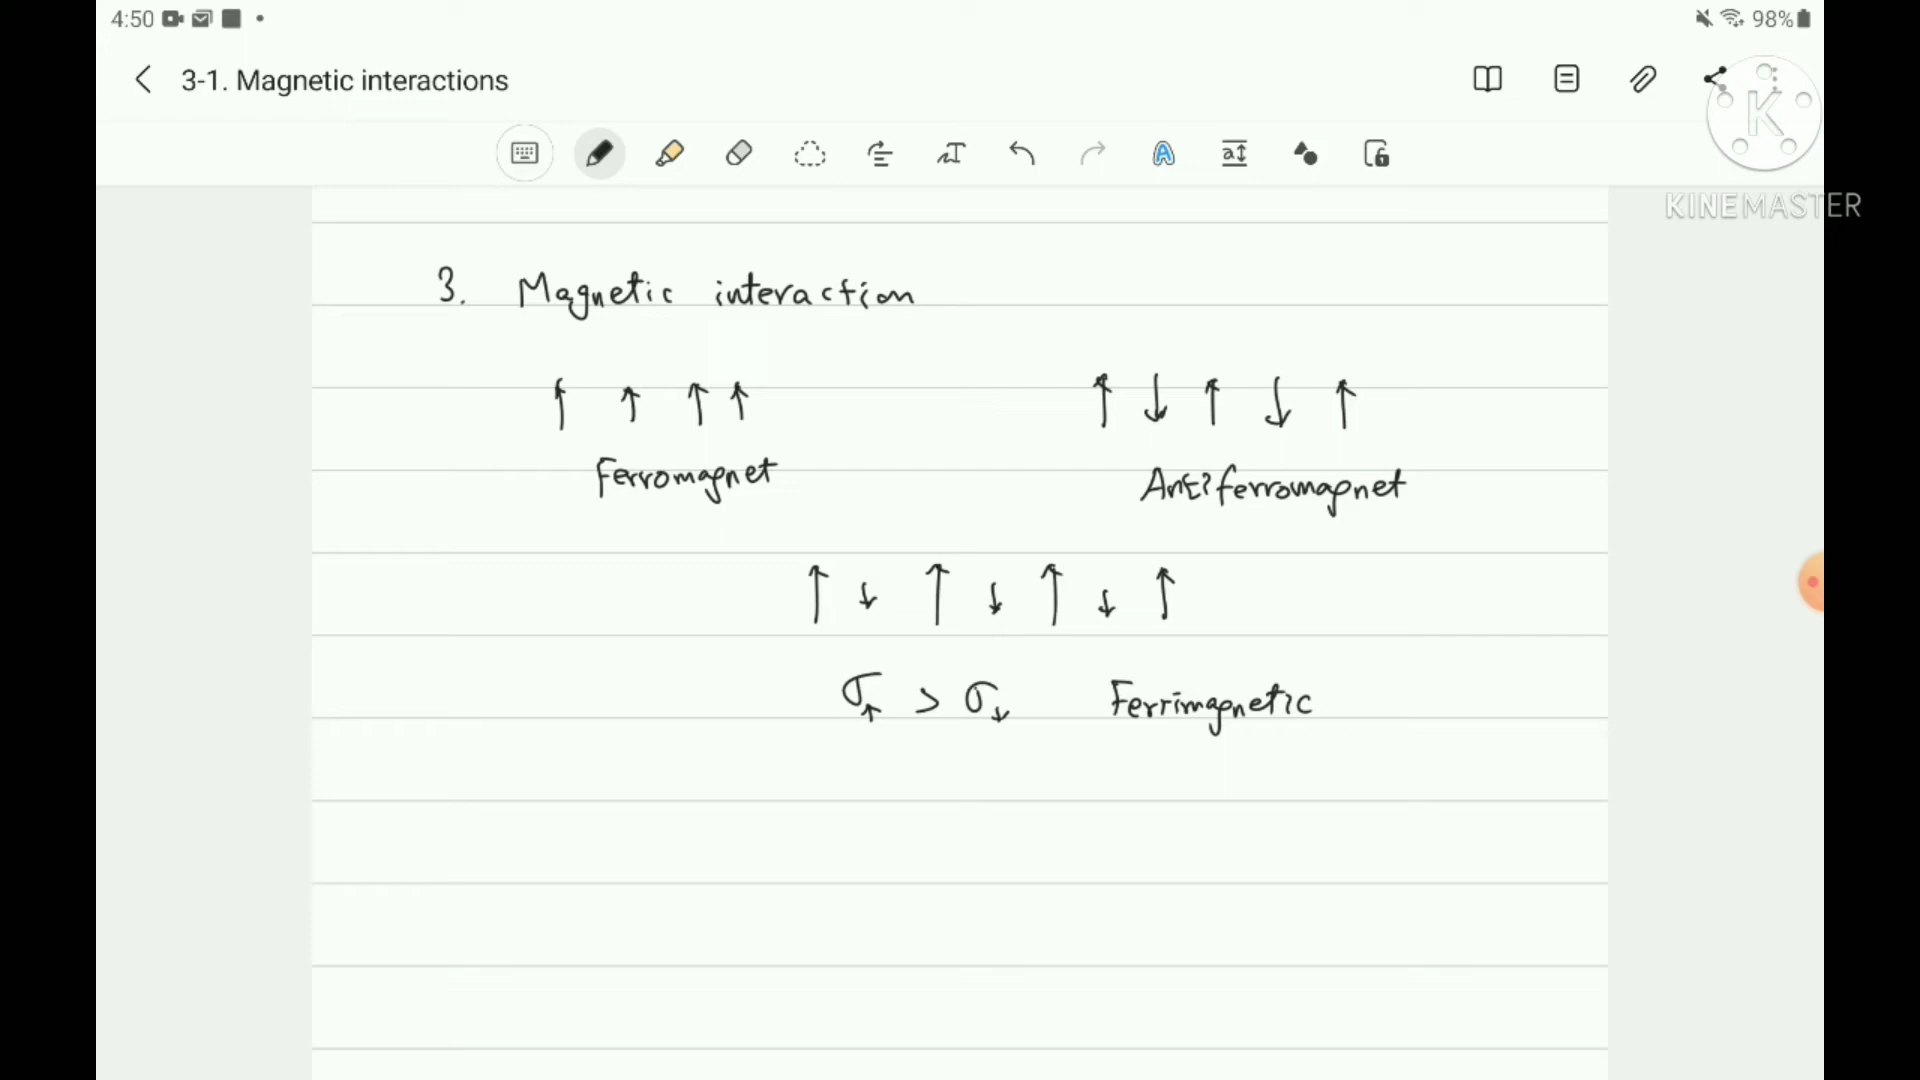 4:50
98%
3-1. Magnetic interactions
KINEMASTER
3. Magnetic interaction
↑ ↑ ↑ ↑
↑ ↓ ↑ ↓ ↑
Ferromagnet
Antiferromagnet
↑ ↓ ↑ ↓ ↑ ↓ ↑
σ↑ > σ↓ Ferrimagnetic